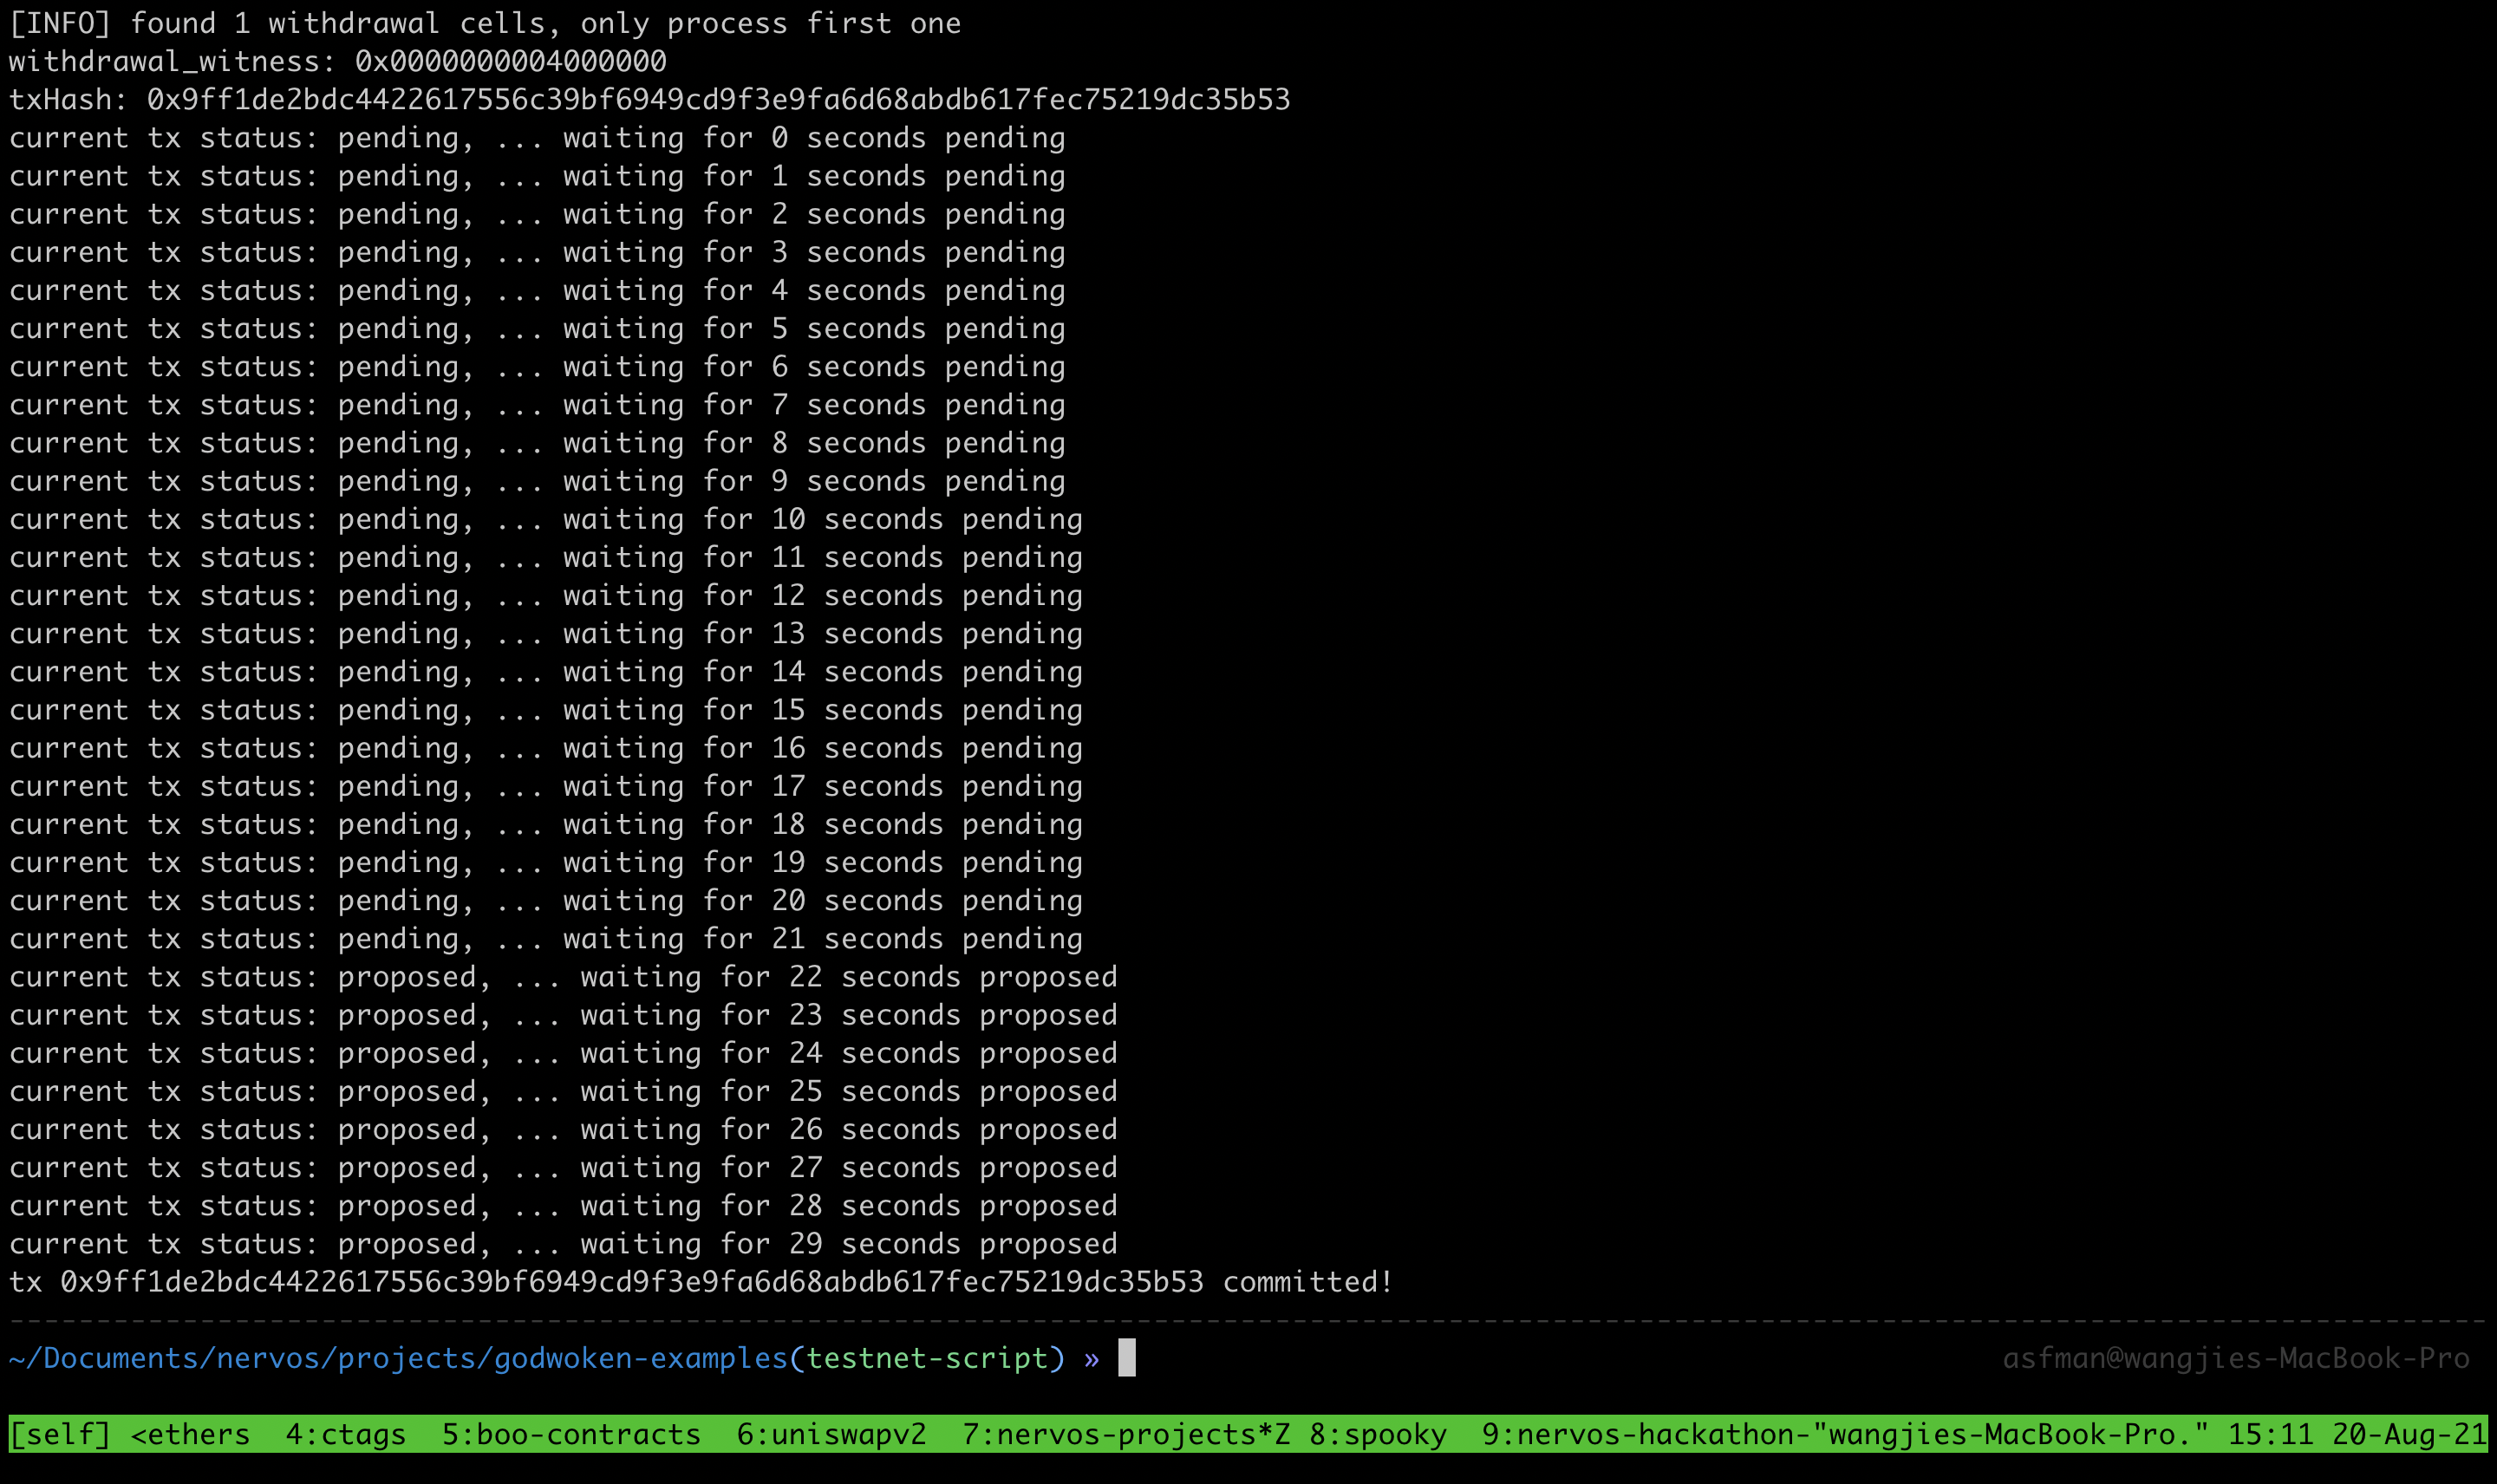 [INFO] found 1 withdrawal cells, only process first one
withdrawal_witness: 0x0000000004000000
txHash: 0x9ff1de2bdc4422617556c39bf6949cd9f3e9fa6d68abdb617fec75219dc35b53
current tx status: pending, ... waiting for 0 seconds pending
current tx status: pending, ... waiting for 1 seconds pending
current tx status: pending, ... waiting for 2 seconds pending
current tx status: pending, ... waiting for 3 seconds pending
current tx status: pending, ... waiting for 4 seconds pending
current tx status: pending, ... waiting for 5 seconds pending
current tx status: pending, ... waiting for 6 seconds pending
current tx status: pending, ... waiting for 7 seconds pending
current tx status: pending, ... waiting for 8 seconds pending
current tx status: pending, ... waiting for 9 seconds pending
current tx status: pending, ... waiting for 10 seconds pending
current tx status: pending, ... waiting for 11 seconds pending
current tx status: pending, ... waiting for 12 seconds pending
current tx status: pending, ... waiting for 13 seconds pending
current tx status: pending, ... waiting for 14 seconds pending
current tx status: pending, ... waiting for 15 seconds pending
current tx status: pending, ... waiting for 16 seconds pending
current tx status: pending, ... waiting for 17 seconds pending
current tx status: pending, ... waiting for 18 seconds pending
current tx status: pending, ... waiting for 19 seconds pending
current tx status: pending, ... waiting for 20 seconds pending
current tx status: pending, ... waiting for 21 seconds pending
current tx status: proposed, ... waiting for 22 seconds proposed
current tx status: proposed, ... waiting for 23 seconds proposed
current tx status: proposed, ... waiting for 24 seconds proposed
current tx status: proposed, ... waiting for 25 seconds proposed
current tx status: proposed, ... waiting for 26 seconds proposed
current tx status: proposed, ... waiting for 27 seconds proposed
current tx status: proposed, ... waiting for 28 seconds proposed
current tx status: proposed, ... waiting for 29 seconds proposed
tx 0x9ff1de2bdc4422617556c39bf6949cd9f3e9fa6d68abdb617fec75219dc35b53 committed!
~/Documents/nervos/projects/godwoken-examples(testnet-script) » asfman@wangjies-MacBook-Pro
[self] <ethers 4:ctags 5:boo-contracts 6:uniswapv2 7:nervos-projects*Z 8:spooky 9:nervos-hackathon-"wangjies-MacBook-Pro." 15:11 20-Aug-21